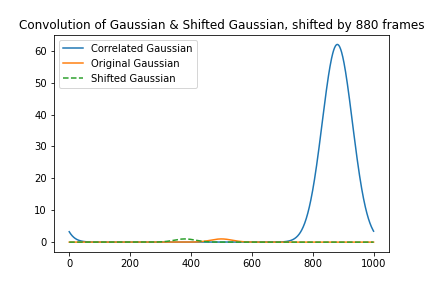 Convolution of Gaussian & Shifted Gaussian, shifted by 880 frames
Correlated Gaussian
Original Gaussian
Shifted Gaussian
60
50
40
30
20
10
0
0 200 400 600 800 1000